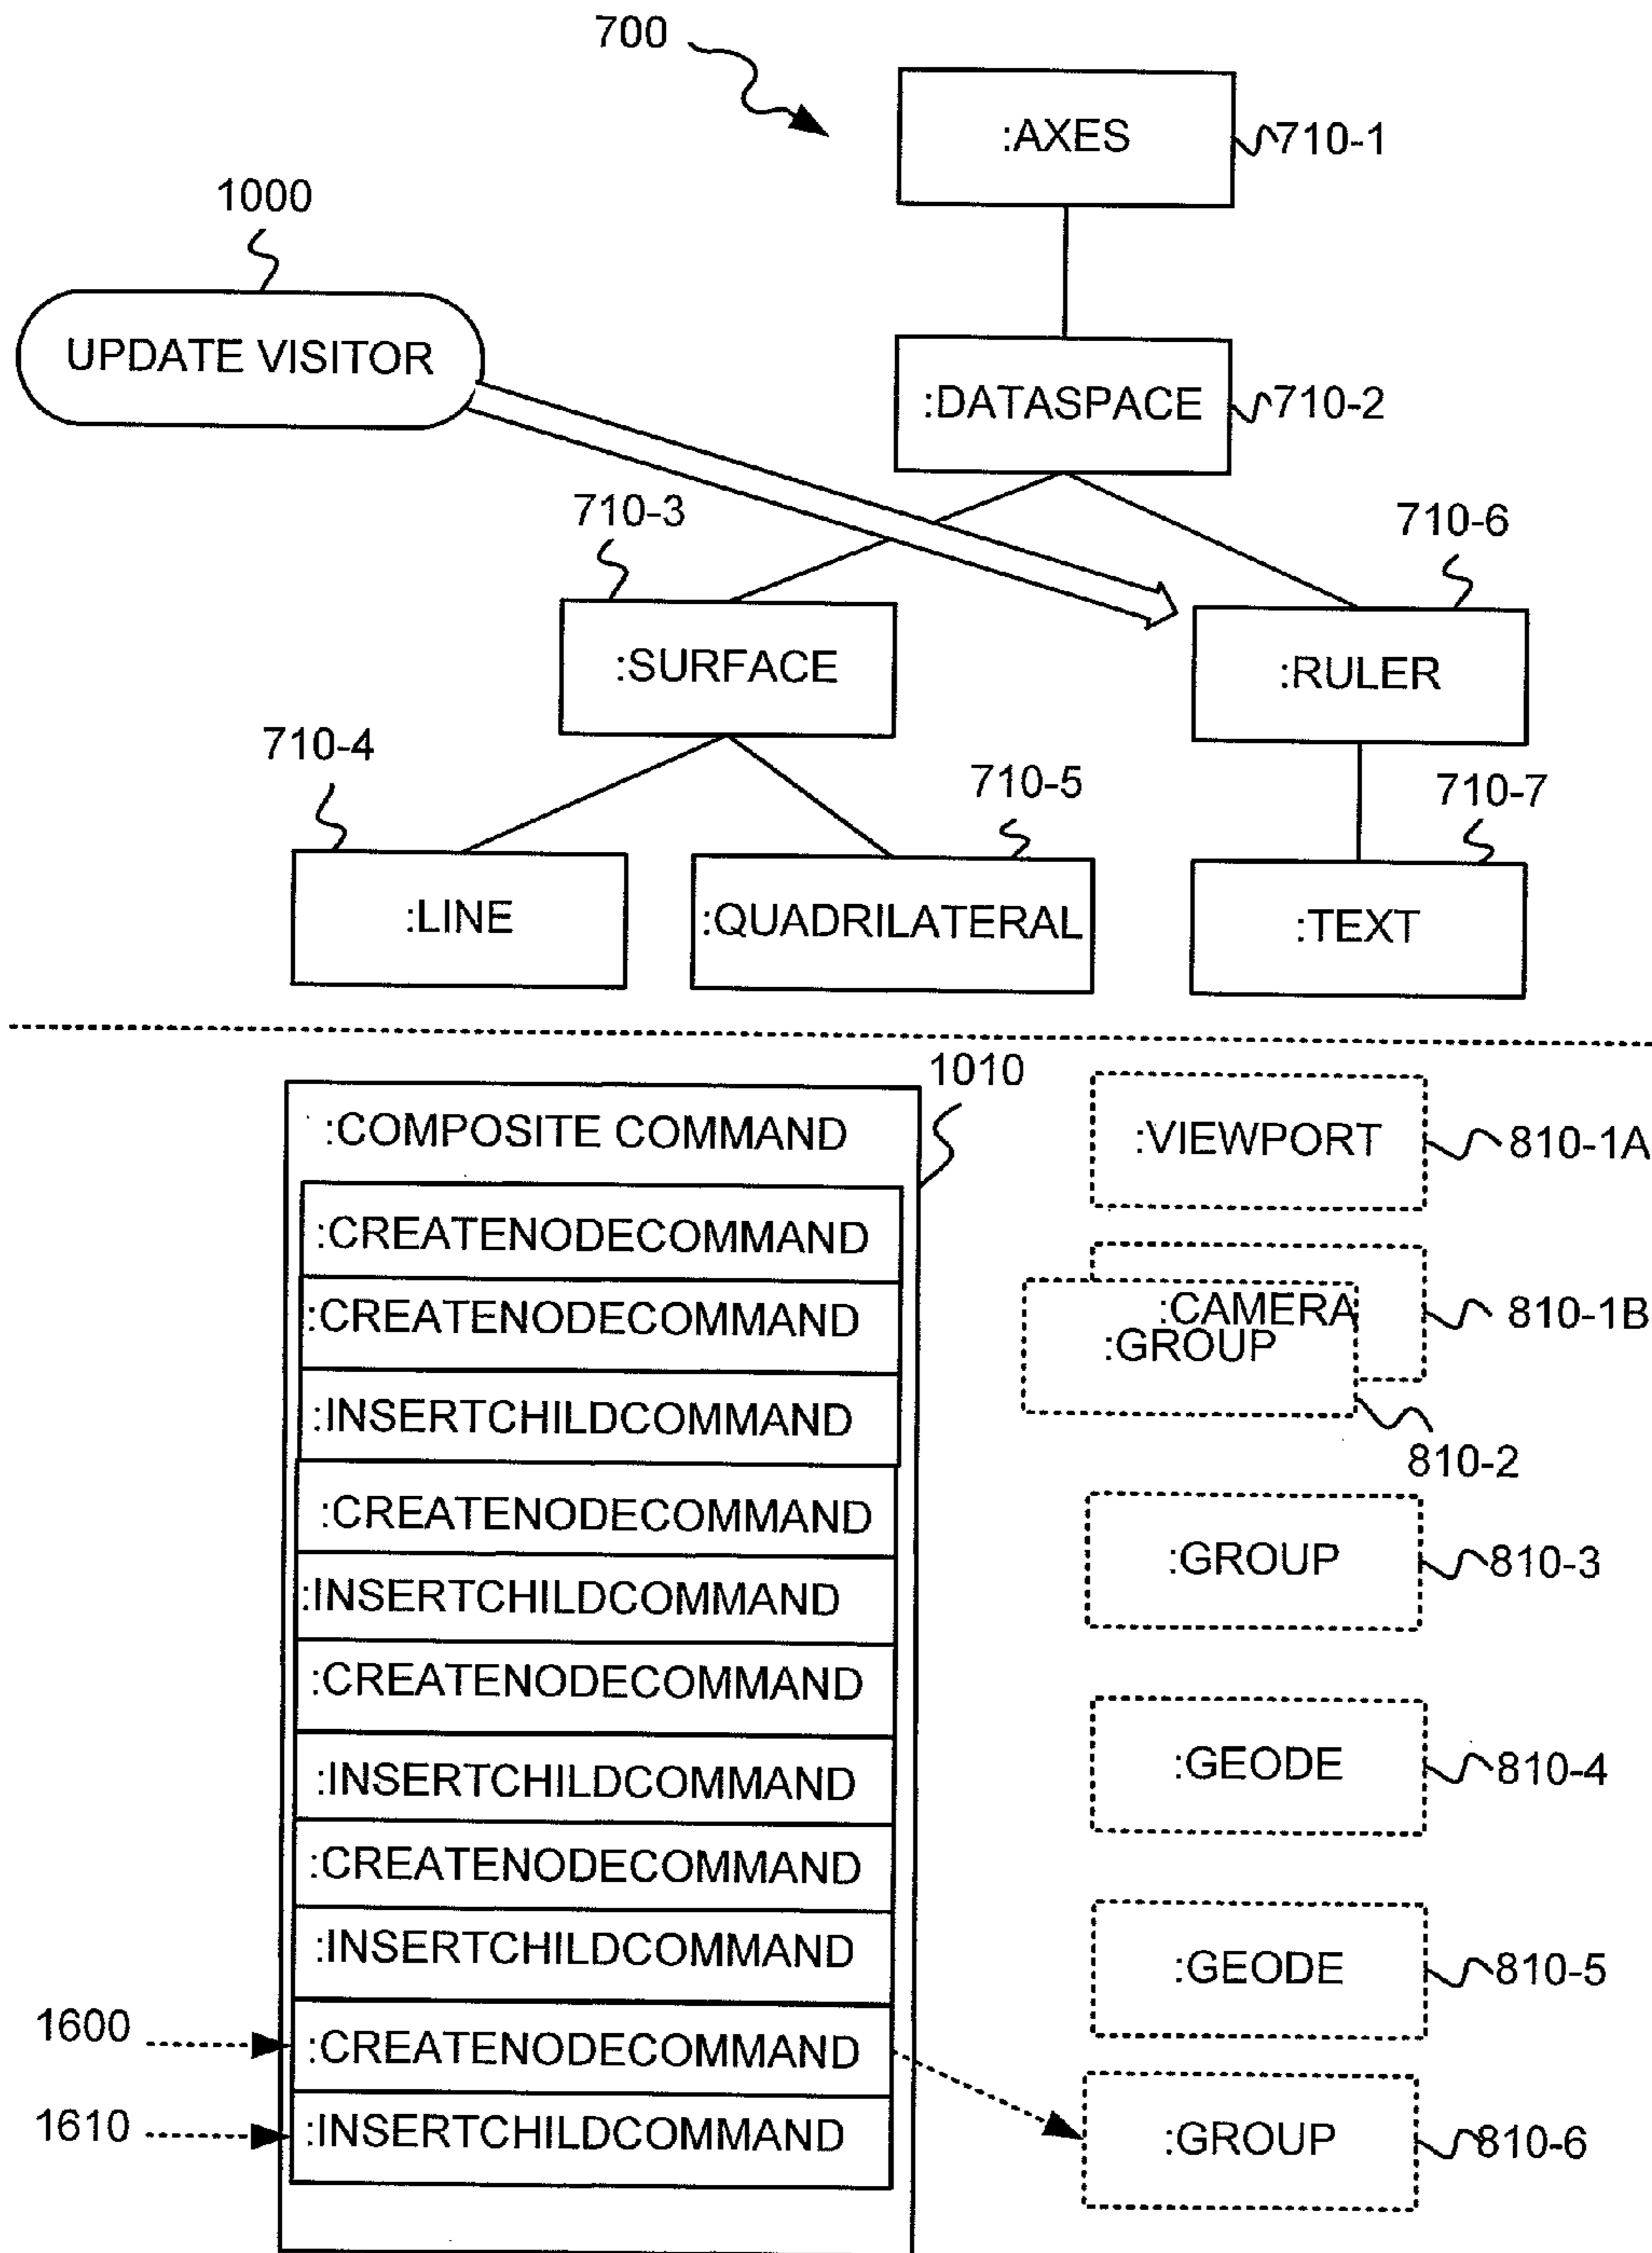 700
:AXES
710-1
1000
UPDATE VISITOR
:DATASPACE
710-2
710-3
710-6
:SURFACE
:RULER
710-4
710-5
710-7
:LINE
:QUADRILATERAL
:TEXT
1010
:COMPOSITE COMMAND
:CREATENODECOMMAND
:CREATENODECOMMAND
:INSERTCHILDCOMMAND
:CREATENODECOMMAND
:INSERTCHILDCOMMAND
:CREATENODECOMMAND
:INSERTCHILDCOMMAND
:CREATENODECOMMAND
:INSERTCHILDCOMMAND
1600
:CREATENODECOMMAND
1610
:INSERTCHILDCOMMAND
:VIEWPORT
810-1A
:CAMERA
810-1B
:GROUP
810-2
:GROUP
810-3
:GEODE
810-4
:GEODE
810-5
:GROUP
810-6